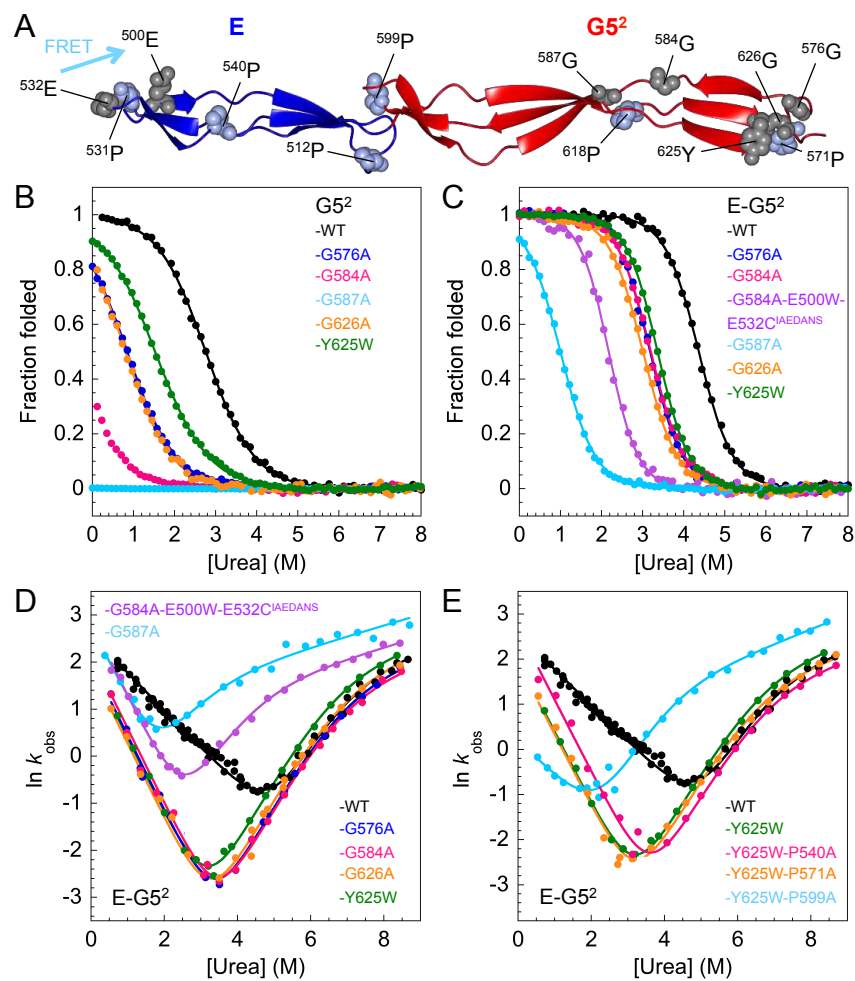 A
E
G5²
FRET
⁵⁰⁰E
⁵³²E
⁵⁴⁰P
⁵³¹P
⁵¹²P
⁵⁹⁹P
⁵⁸⁷G
⁵⁸⁴G
⁶²⁶G
⁵⁷⁶G
⁶¹⁸P
⁶²⁵Y
⁵⁷¹P
B
G5²
-WT
-G576A
-G584A
-G587A
-G626A
-Y625W
Fraction folded
1
0.8
0.6
0.4
0.2
0
0 1 2 3 4 5 6 7 8
[Urea] (M)
C
E-G5²
-WT
-G576A
-G584A
-G584A-E500W-
E532Cᴵᴬᴱᴰᴬᴺˢ
-G587A
-G626A
-Y625W
Fraction folded
1
0.8
0.6
0.4
0.2
0
0 1 2 3 4 5 6 7 8
[Urea] (M)
D
-G584A-E500W-E532Cᴵᴬᴱᴰᴬᴺˢ
-G587A
ln kobs
3
2
1
0
-1
-2
-3
-WT
-G576A
-G584A
-G626A
-Y625W
E-G5²
0 2 4 6 8
[Urea] (M)
E
ln kobs
3
2
1
0
-1
-2
-3
-WT
-Y625W
-Y625W-P540A
-Y625W-P571A
-Y625W-P599A
E-G5²
0 2 4 6 8
[Urea] (M)